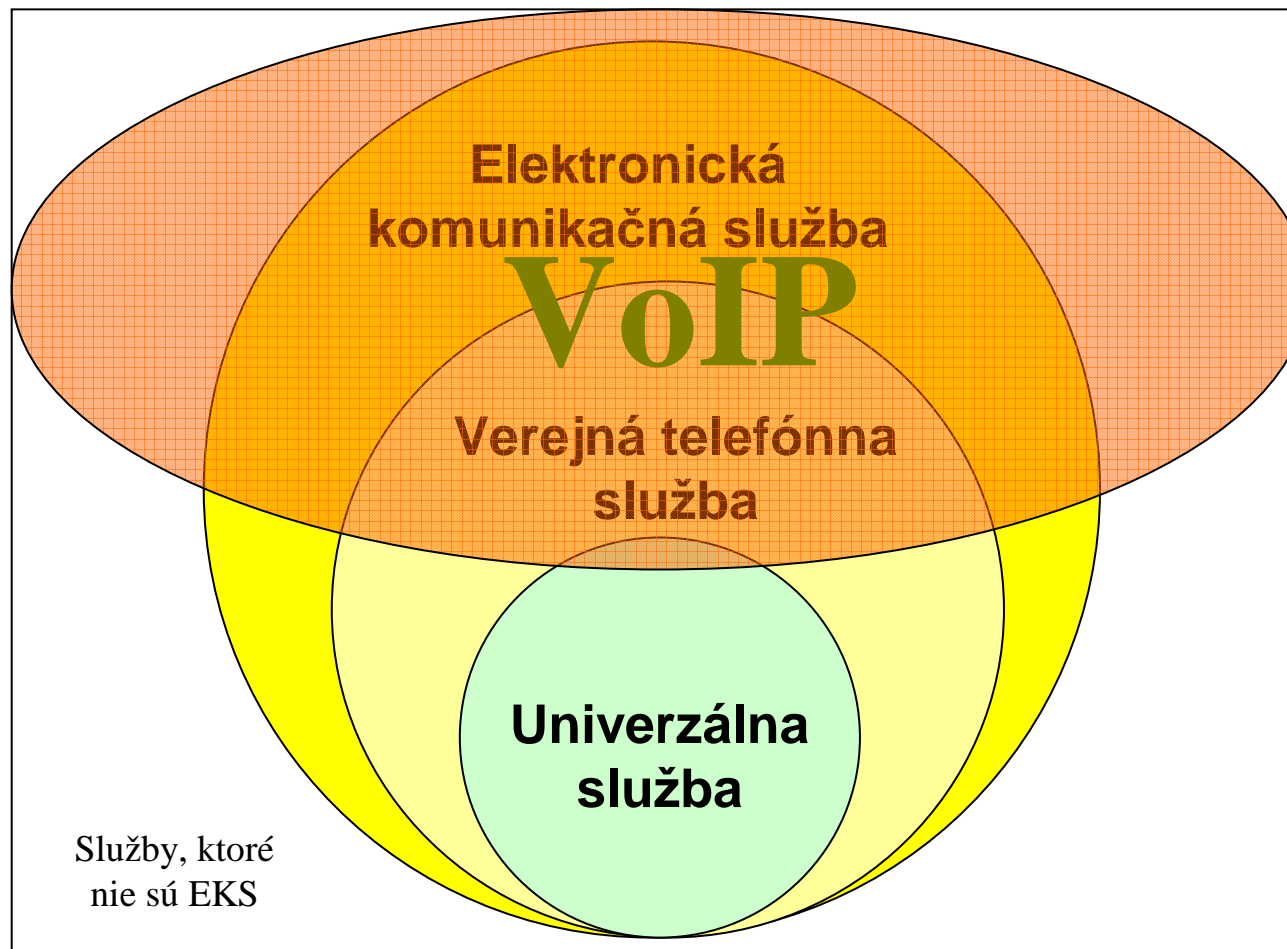 Elektronická
komunikačná služba
VoIP
Verejná telefónna
služba
Univerzálna
služba
Služby, ktoré
nie sú EKS